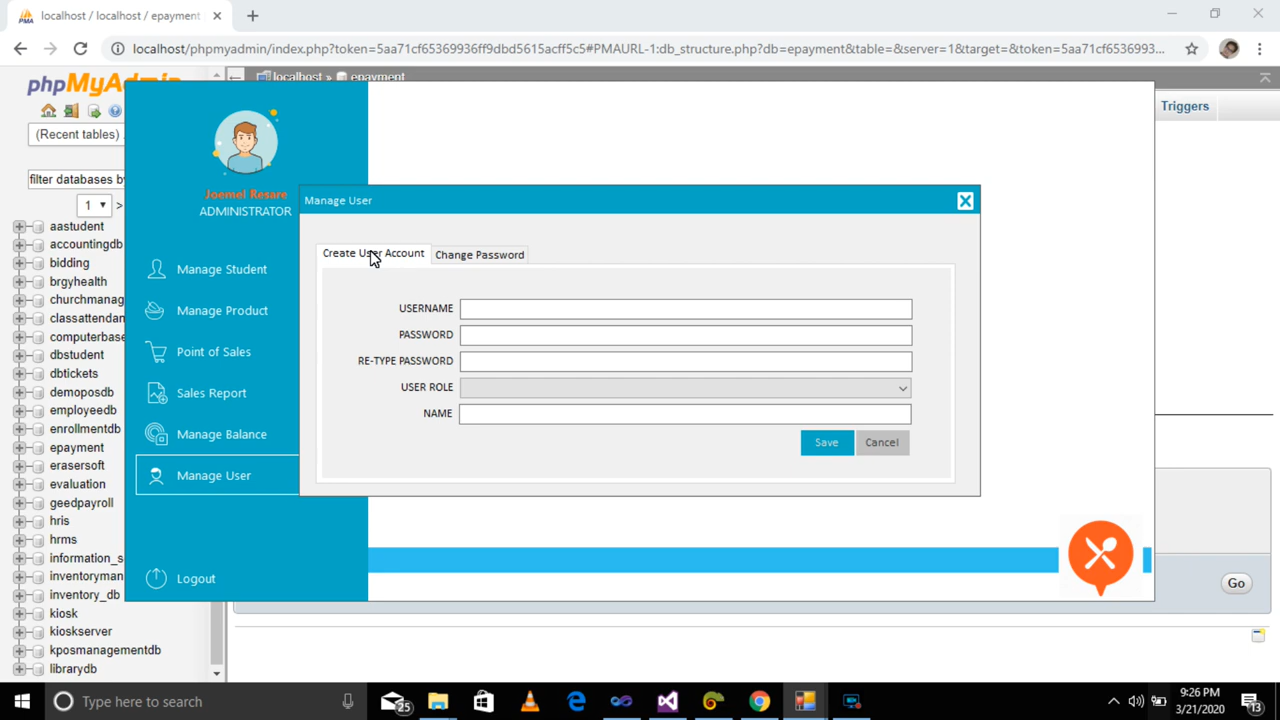 localhost / localhost / epayment
localhost/phpmyadmin/index.php?token=5aa71cf65369936ff9dbd5615acff5c5#PMAURL-1:db_structure.php?db=epayment&table=&server=1&target=&token=5aa71cf6536993...
phpMyAdmin
localhost » epayment
Triggers
(Recent tables) ...
filter databases by
1 >
aastudent
accountingdb
bidding
brgyhealth
churchmanag
classattendan
computerbase
dbstudent
dbtickets
demoposdb
employeedb
enrollmentdb
epayment
erasersoft
evaluation
geedpayroll
hris
hrms
information_s
inventoryman
inventory_db
kiosk
kioskserver
kposmanagementdb
librarydb
Joemel Resare
ADMINISTRATOR
Manage Student
Manage Product
Point of Sales
Sales Report
Manage Balance
Manage User
Logout
Manage User
Create User Account
Change Password
USERNAME
PASSWORD
RE-TYPE PASSWORD
USER ROLE
NAME
Save
Cancel
Go
Type here to search
25
9:26 PM
3/21/2020
13